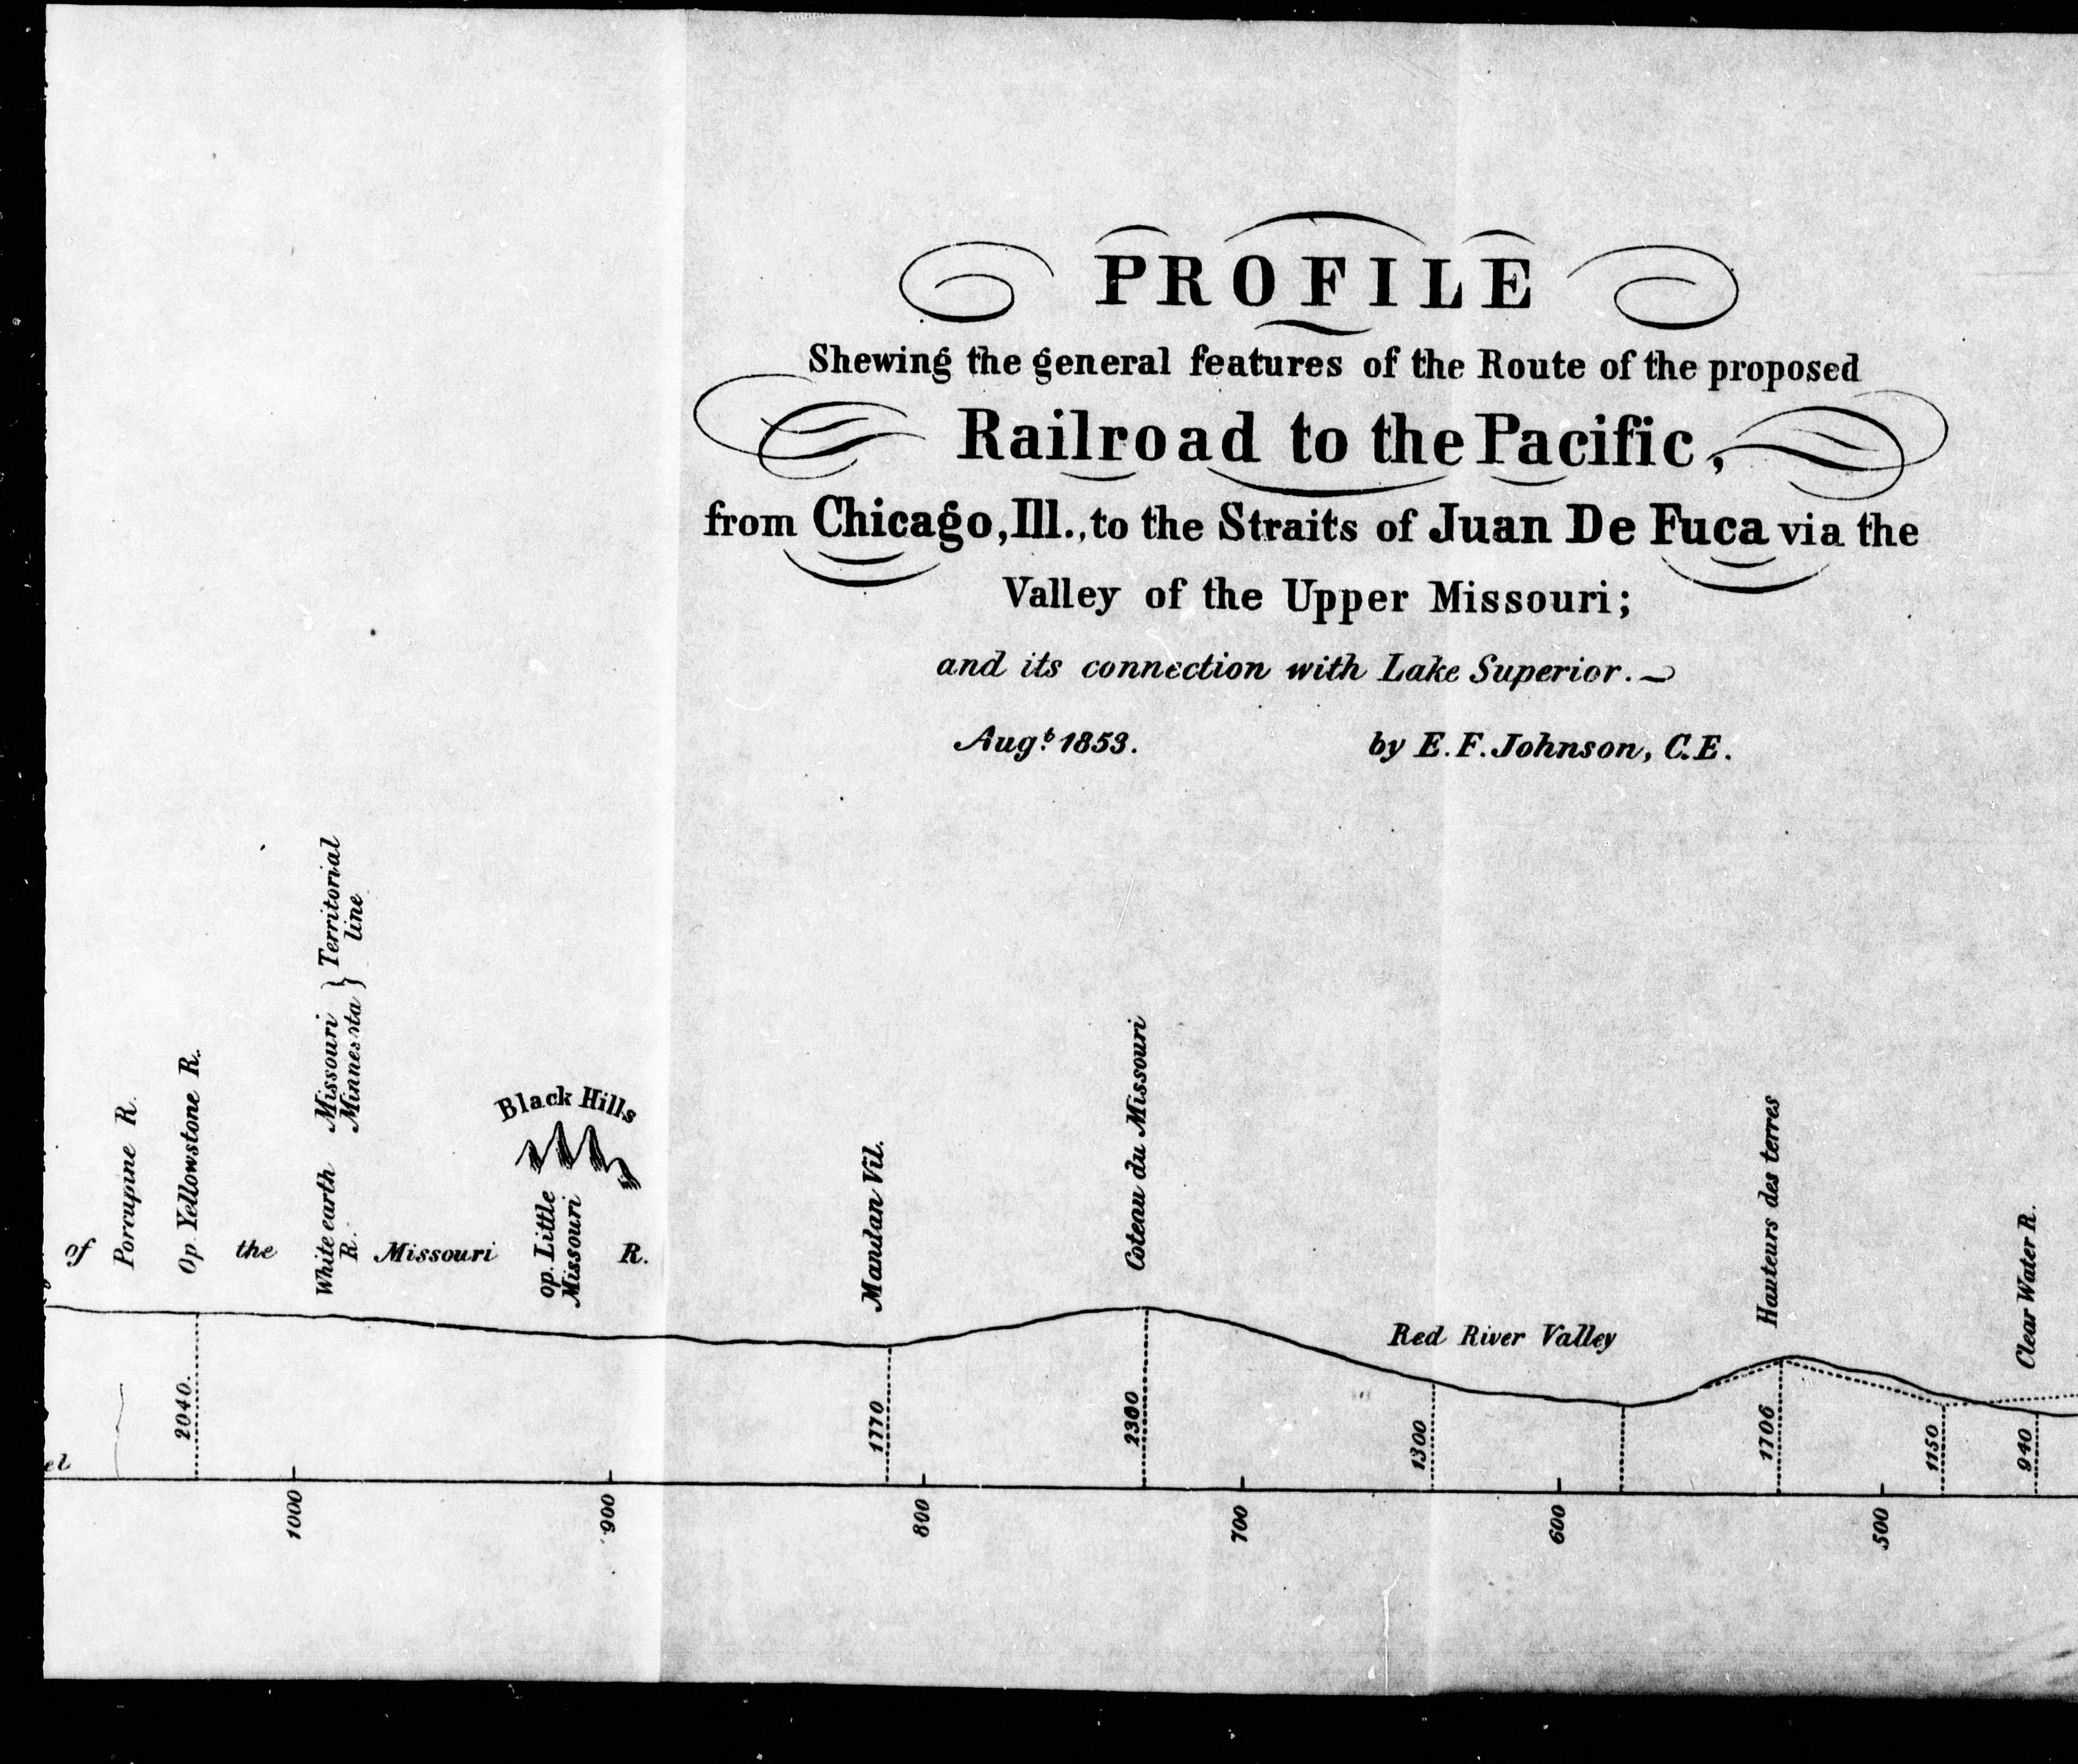 PROFILE
Shewing the general features of the Route of the proposed
Railroad to the Pacific,
from Chicago, Ill., to the Straits of Juan De Fuca via the
Valley of the Upper Missouri;
and its connection with Lake Superior.
Augt. 1853. by E. F. Johnson, C.E.
of
Porcupine R.
Op. Yellowstone R.
the
White earth
R.
Missouri
Minnesota } Territorial
line
Missouri
Black Hills
op. Little
Missouri
R.
Mandan Vil.
Coteau du Missouri
Red River Valley
Hauteurs des terres
Clear Water R.
2040.
1770
2300
1300
1706
1150
940
el
1000
900
800
700
600
500